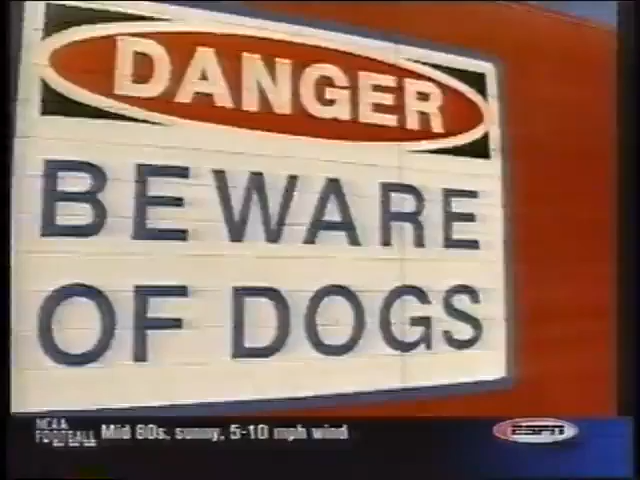 DANGER
BEWARE
OF DOGS
NCAA
FOOTBALL Mid 80s, sunny, 5-10 mph wind
ESPN